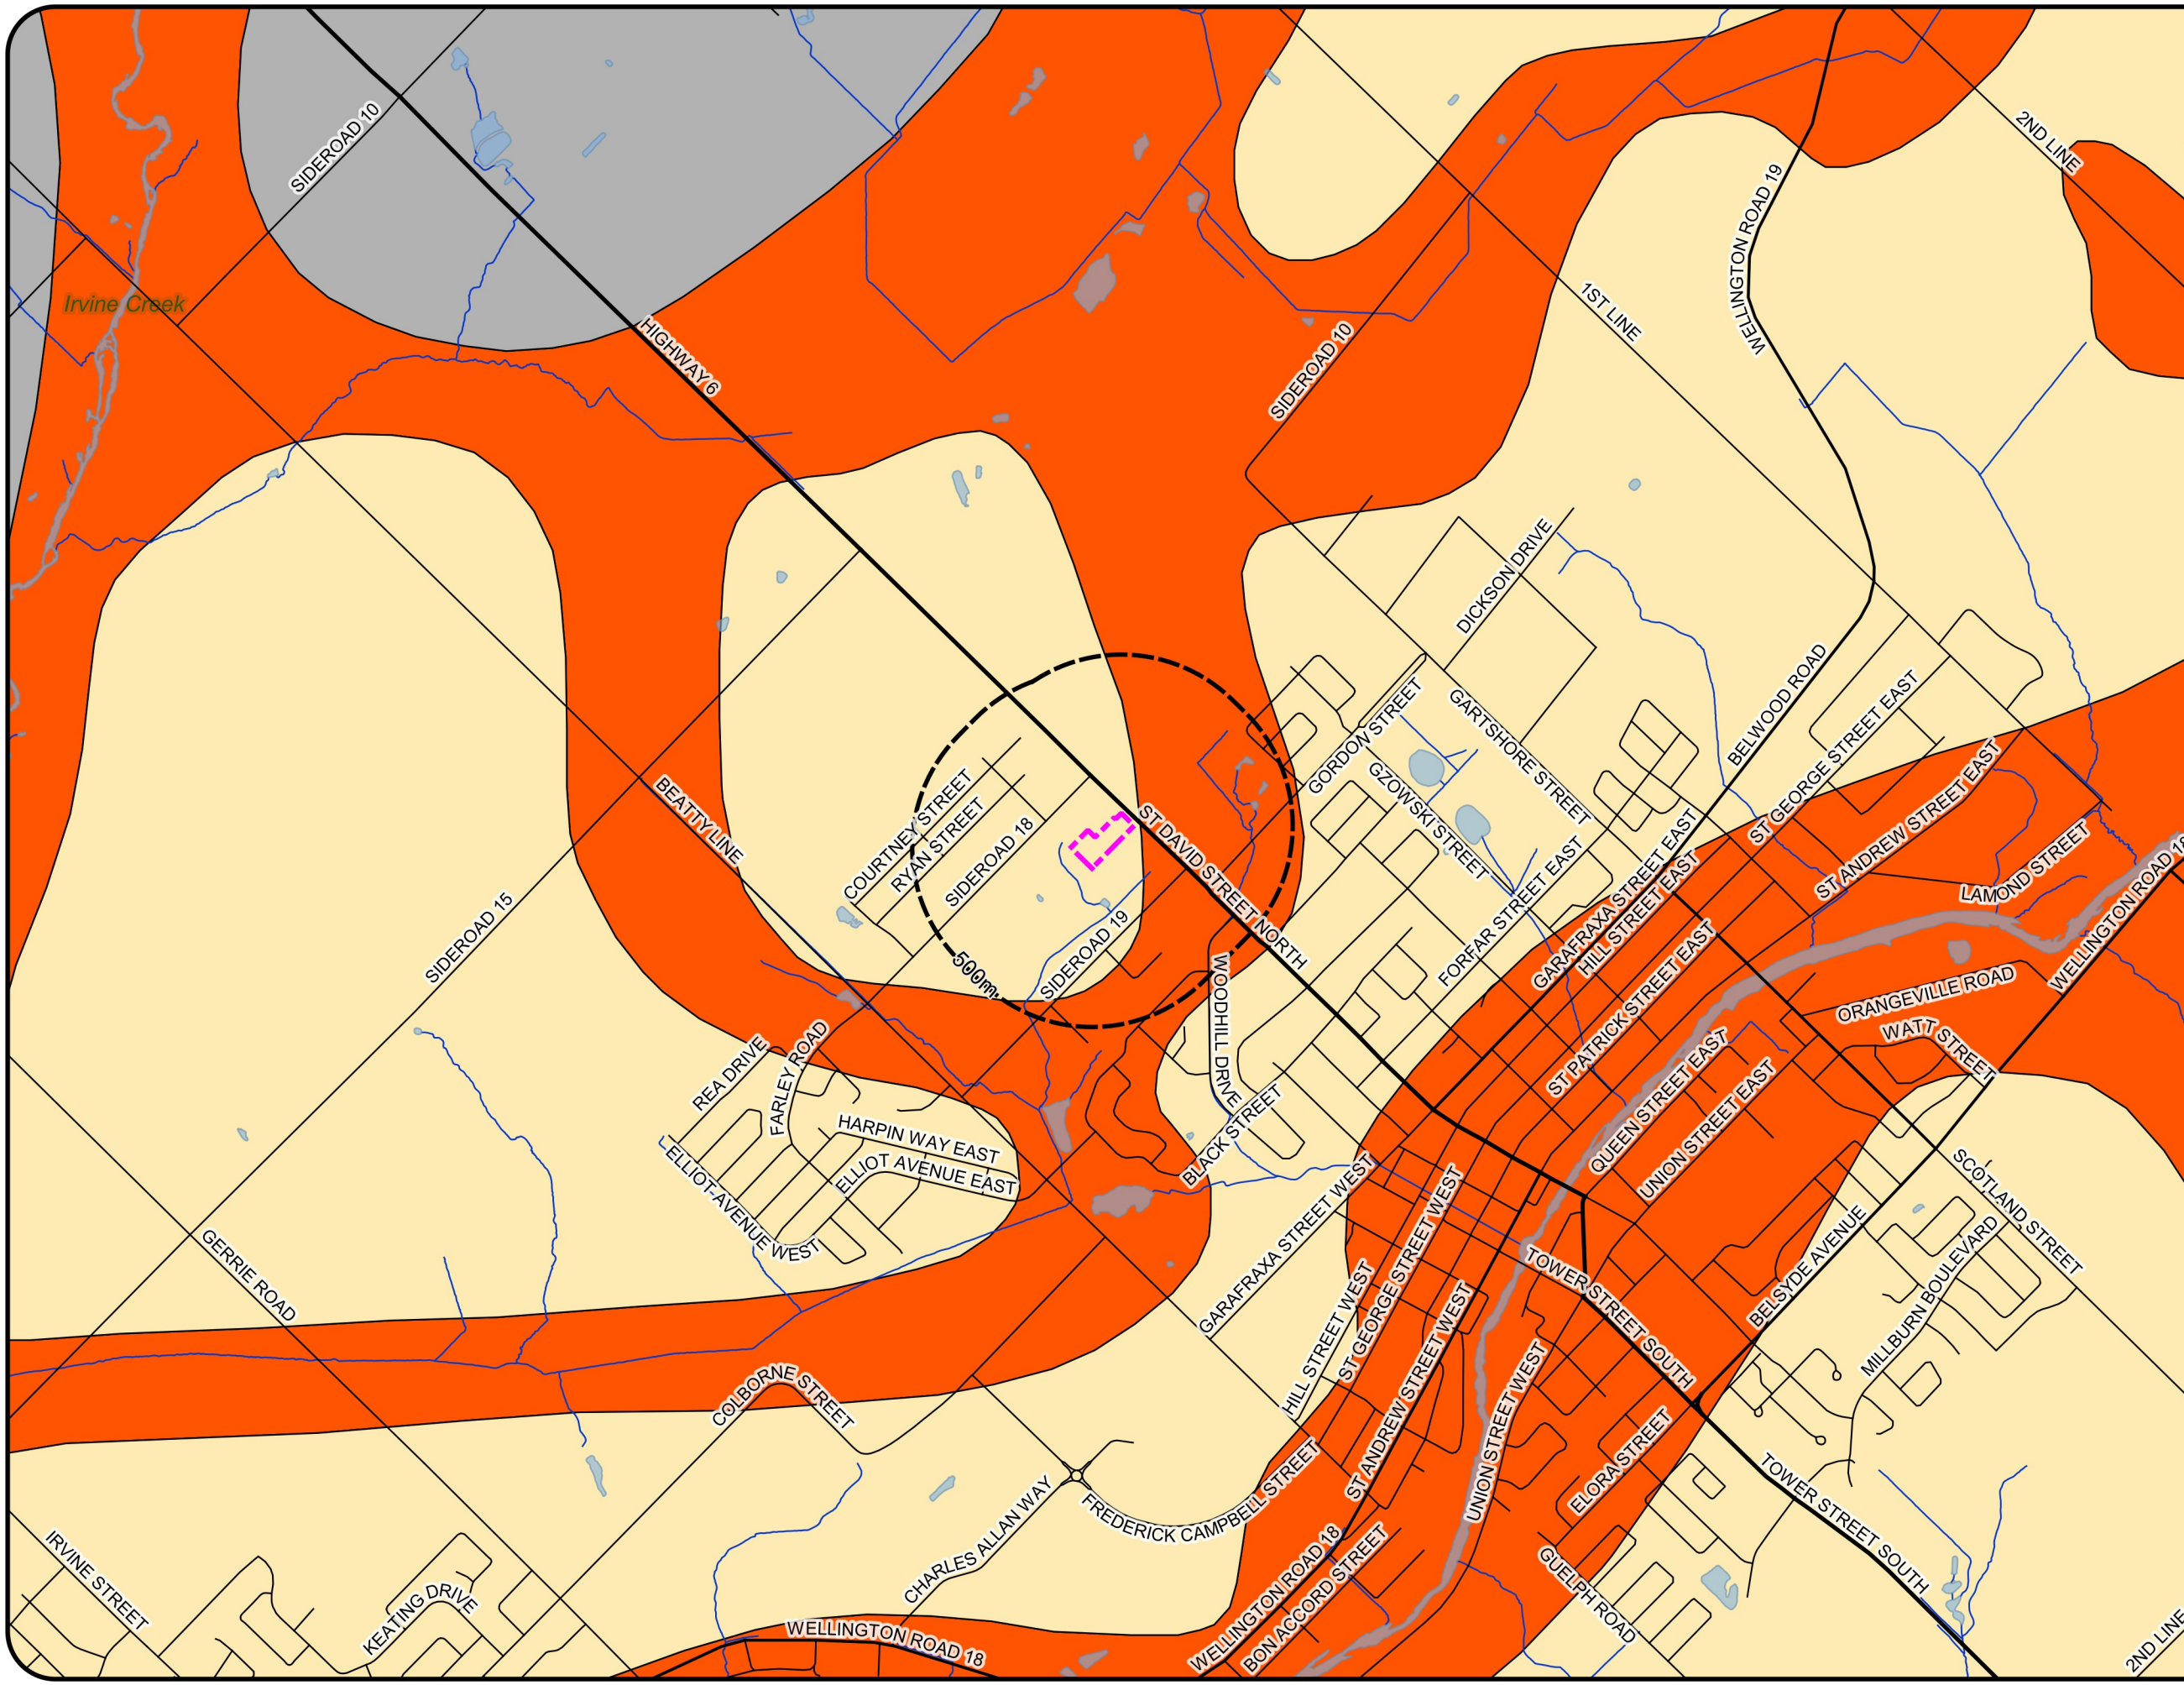 SIDEROAD 10
2ND LINE
WELLINGTON ROAD 19
Irvine Creek
1ST LINE
HIGHWAY 6
SIDEROAD 10
DICKSON DRIVE
BELWOOD ROAD
GORDON STREET
GARTSHORE STREET
ST GEORGE STREET EAST
GZOWSKI STREET
BEATTY LINE
COURTNEY STREET
RYAN STREET
SIDEROAD 18
ST DAVID STREET NORTH
ST ANDREW STREET EAST
LAMOND STREET
WELLINGTON ROAD 18
GARAFRAXA STREET EAST
HILL STREET EAST
FORFAR STREET EAST
SIDEROAD 15
SIDEROAD 19
500m
WOODHILL DRIVE
ST PATRICK STREET EAST
ORANGEVILLE ROAD
WATT STREET
QUEEN STREET EAST
UNION STREET EAST
REA DRIVE
FARLEY ROAD
HARPIN WAY EAST
ELLIOT AVENUE EAST
ELLIOT AVENUE WEST
BLACK STREET
SCOTLAND STREET
GERRIE ROAD
GARAFRAXA STREET WEST
HILL STREET WEST
ST GEORGE STREET WEST
ST ANDREW STREET WEST
TOWER STREET SOUTH
BELSYDE AVENUE
MILLBURN BOULEVARD
COLBORNE STREET
UNION STREET WEST
ELORA STREET
FREDERICK CAMPBELL STREET
CHARLES ALLAN WAY
TOWER STREET SOUTH
IRVINE STREET
KEATING DRIVE
WELLINGTON ROAD 18
WELLINGTON ROAD 18
BON ACCORD STREET
GUELPH ROAD
2ND LINE